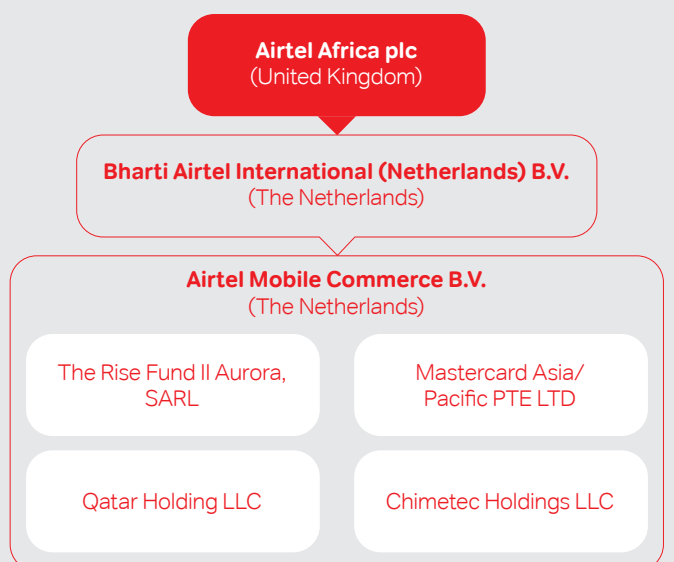 Airtel Africa plc
(United Kingdom)
Bharti Airtel International (Netherlands) B.V.
(The Netherlands)
Airtel Mobile Commerce B.V.
(The Netherlands)
The Rise Fund II Aurora,
SARL
Mastercard Asia/
Pacific PTE LTD
Qatar Holding LLC
Chimetec Holdings LLC